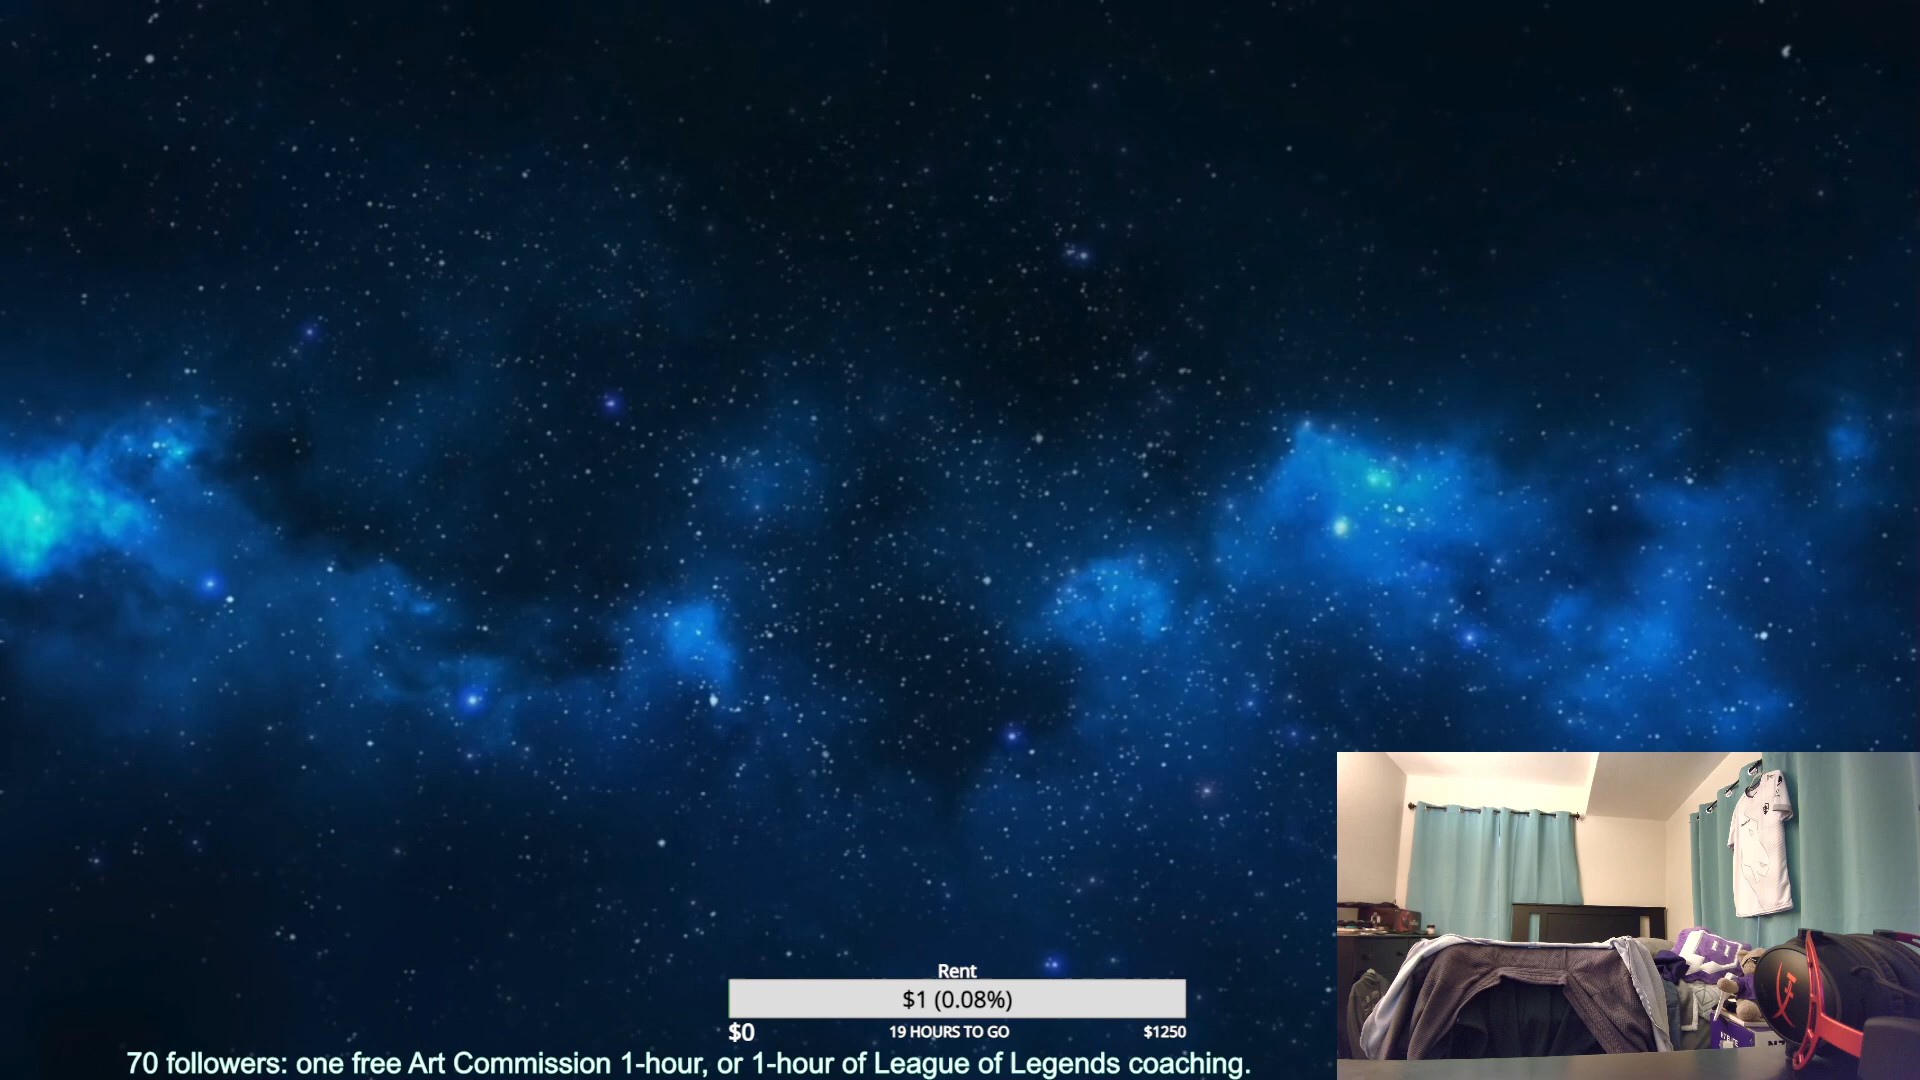 Rent
$1 (0.08%)
$0
19 HOURS TO GO
$1250
70 followers: one free Art Commission 1-hour, or 1-hour of League of Legends coaching.